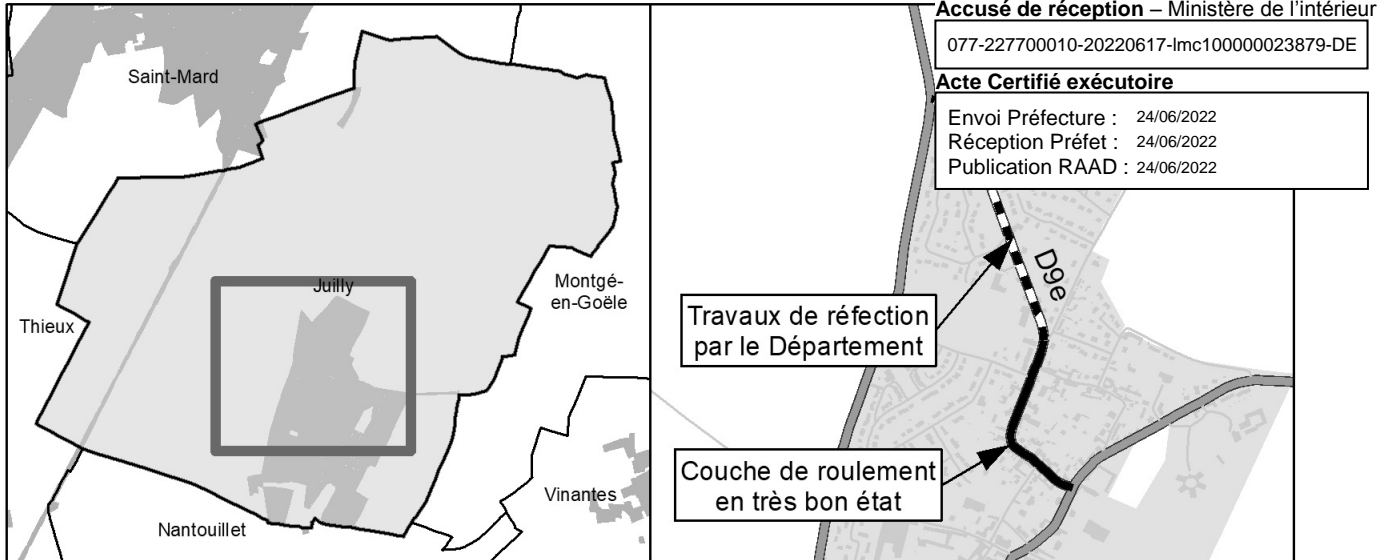 Accusé de réception – Ministère de l'intérieur
077-227700010-20220617-lmc100000023879-DE
Acte Certifié exécutoire
Envoi Préfecture : 24/06/2022
Réception Préfet : 24/06/2022
Publication RAAD : 24/06/2022
Saint-Mard
Juilly
Montgé-
en-Goële
Thieux
Vinantes
Nantouillet
D9e
Travaux de réfection
par le Département
Couche de roulement
en très bon état